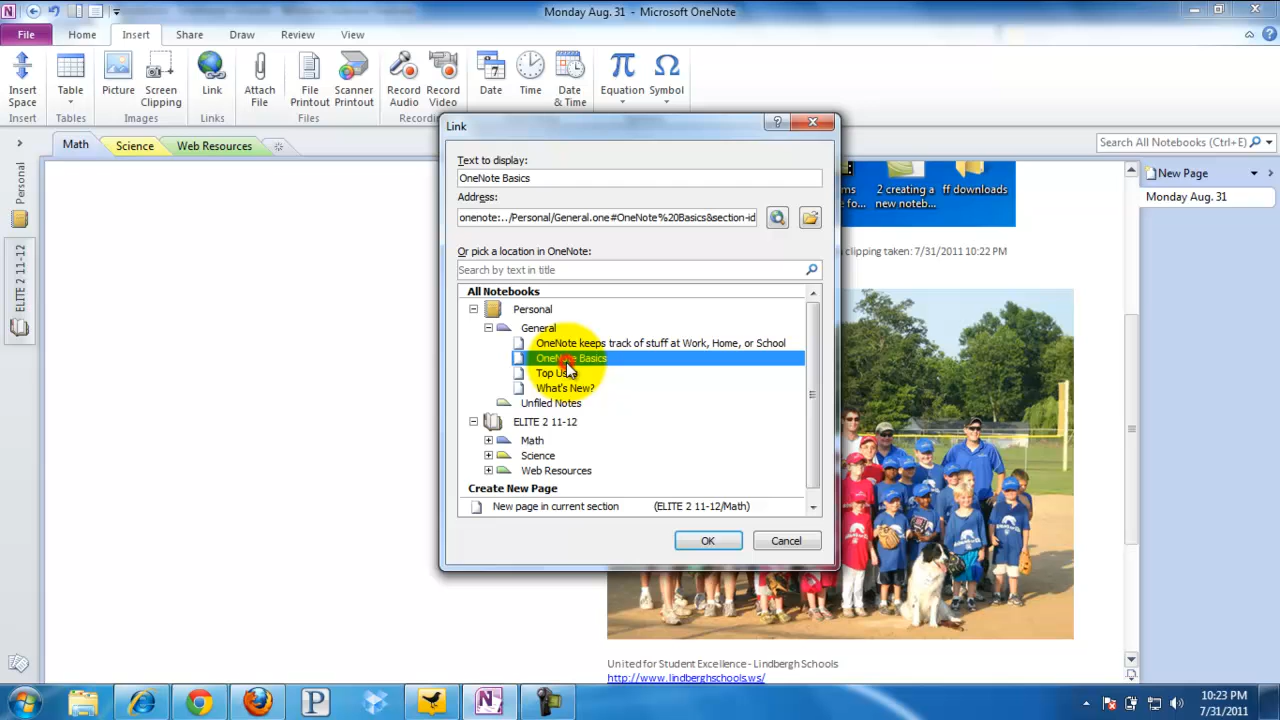 Monday Aug. 31 - Microsoft OneNote
File Home Insert Share Draw Review View
Insert Space
Table
Picture
Screen Clipping
Link
Attach File
File Printout
Scanner Printout
Record Audio
Record Video
Date
Time
Date & Time
Equation
Symbol
Insert Tables Images Links Files
Math Science Web Resources
Search All Notebooks (Ctrl+E)
New Page
Monday Aug. 31
Personal
ELITE 2 11-12
2 creating a new noteb...
ff downloads
clipping taken: 7/31/2011 10:22 PM
Link
Text to display:
OneNote Basics
Address:
onenote:../Personal/General.one#OneNote%20Basics&section-id
Or pick a location in OneNote:
Search by text in title
All Notebooks
Personal
General
OneNote keeps track of stuff at Work, Home, or School
OneNote Basics
Top
What's New?
Unfiled Notes
ELITE 2 11-12
Math
Science
Web Resources
Create New Page
New page in current section (ELITE 2 11-12/Math)
OK Cancel
United for Student Excellence - Lindbergh Schools
http://www.lindberghschools.ws/
10:23 PM
7/31/2011